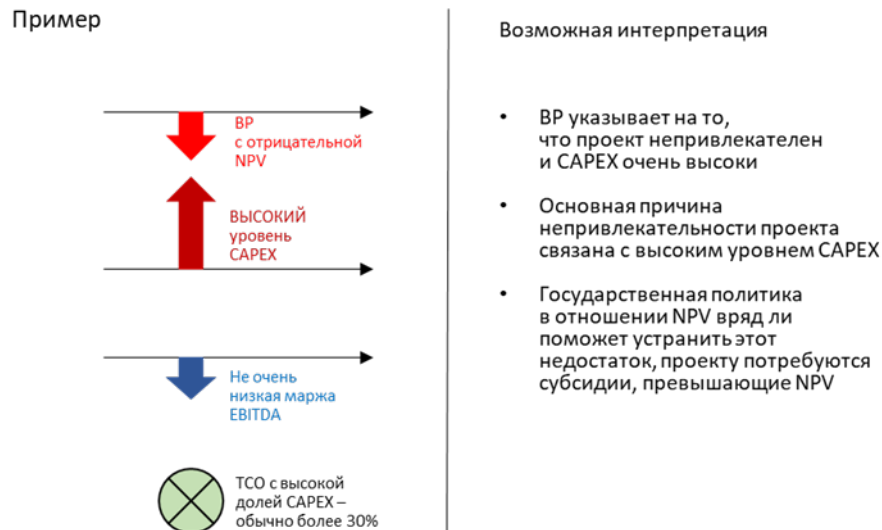 Пример
ВР
с отрицательной
NPV
ВЫСОКИЙ
уровень
CAPEX
Не очень
низкая маржа
EBITDA
ТСО с высокой
долей CAPEX –
обычно более 30%
Возможная интерпретация
• ВР указывает на то,
что проект непривлекателен
и CAPEX очень высоки
• Основная причина
непривлекательности проекта
связана с высоким уровнем CAPEX
• Государственная политика
в отношении NPV вряд ли
поможет устранить этот
недостаток, проекту потребуются
субсидии, превышающие NPV